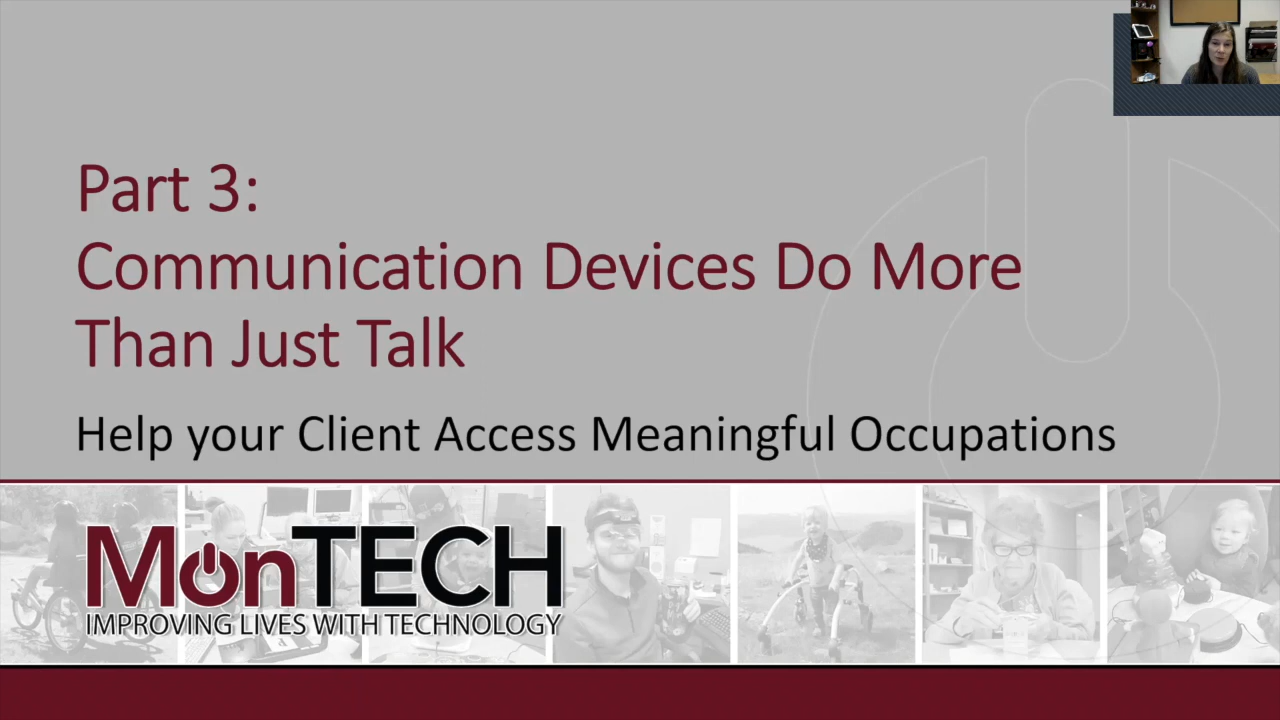 Part 3:
Communication Devices Do More
Than Just Talk
Help your Client Access Meaningful Occupations
MonTECH
IMPROVING LIVES WITH TECHNOLOGY